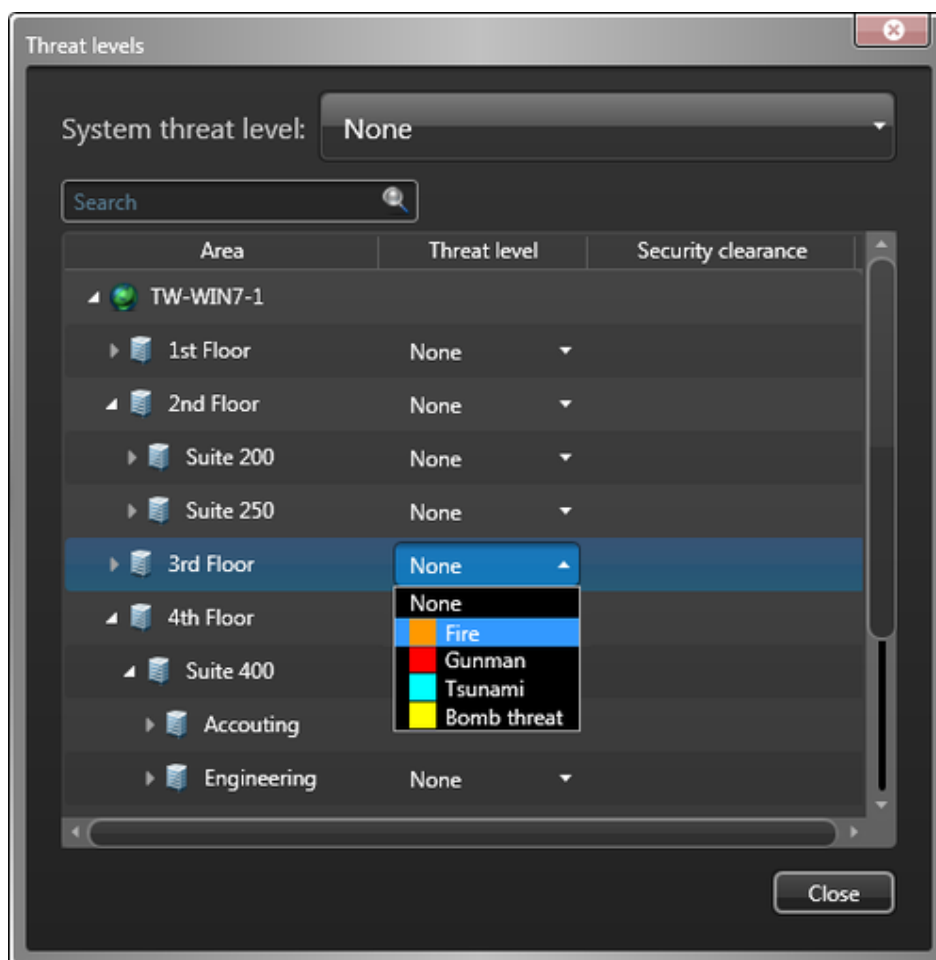 Threat levels
System threat level: None
Search
Area Threat level Security clearance
TW-WIN7-1
1st Floor None
2nd Floor None
Suite 200 None
Suite 250 None
3rd Floor None
None
4th Floor
Fire
Gunman
Suite 400
Tsunami
Bomb threat
Accouting
Engineering None
Close